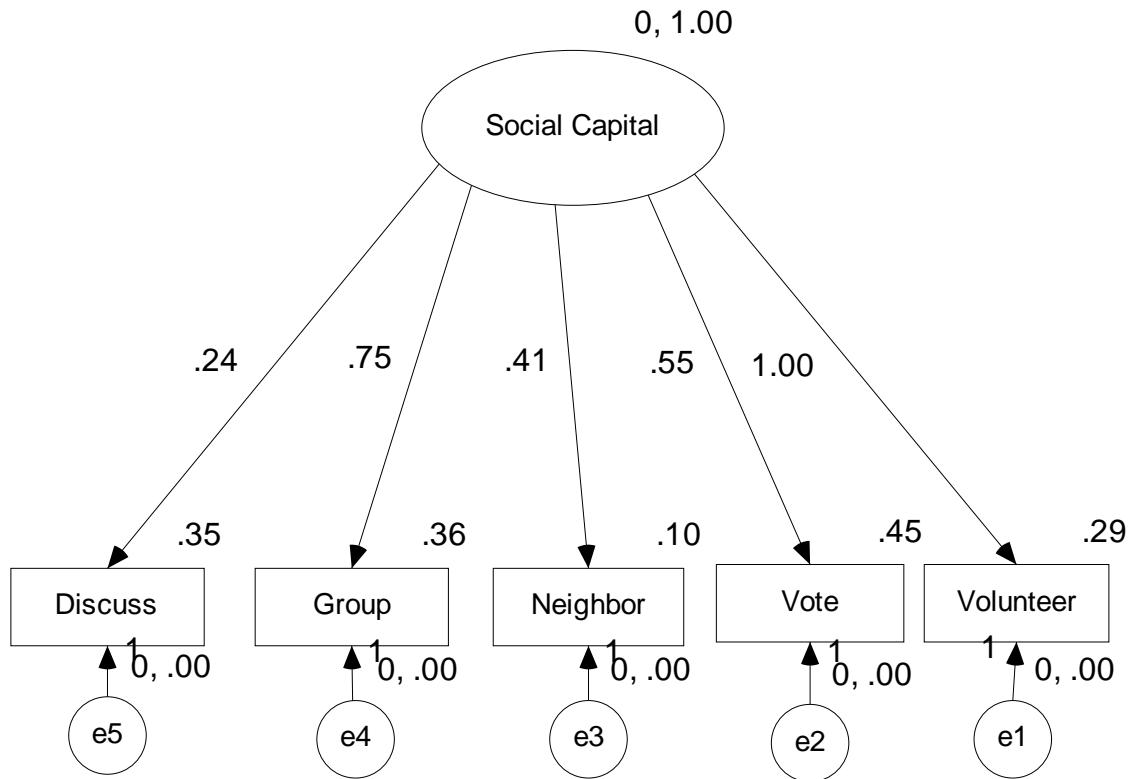 0, 1.00
Social Capital
.24
.75
.41
.55
1.00
.35
.36
.10
.45
.29
Discuss
Group
Neighbor
Vote
Volunteer
1
0, .00
1
0, .00
1
0, .00
1
0, .00
1
0, .00
e5
e4
e3
e2
e1